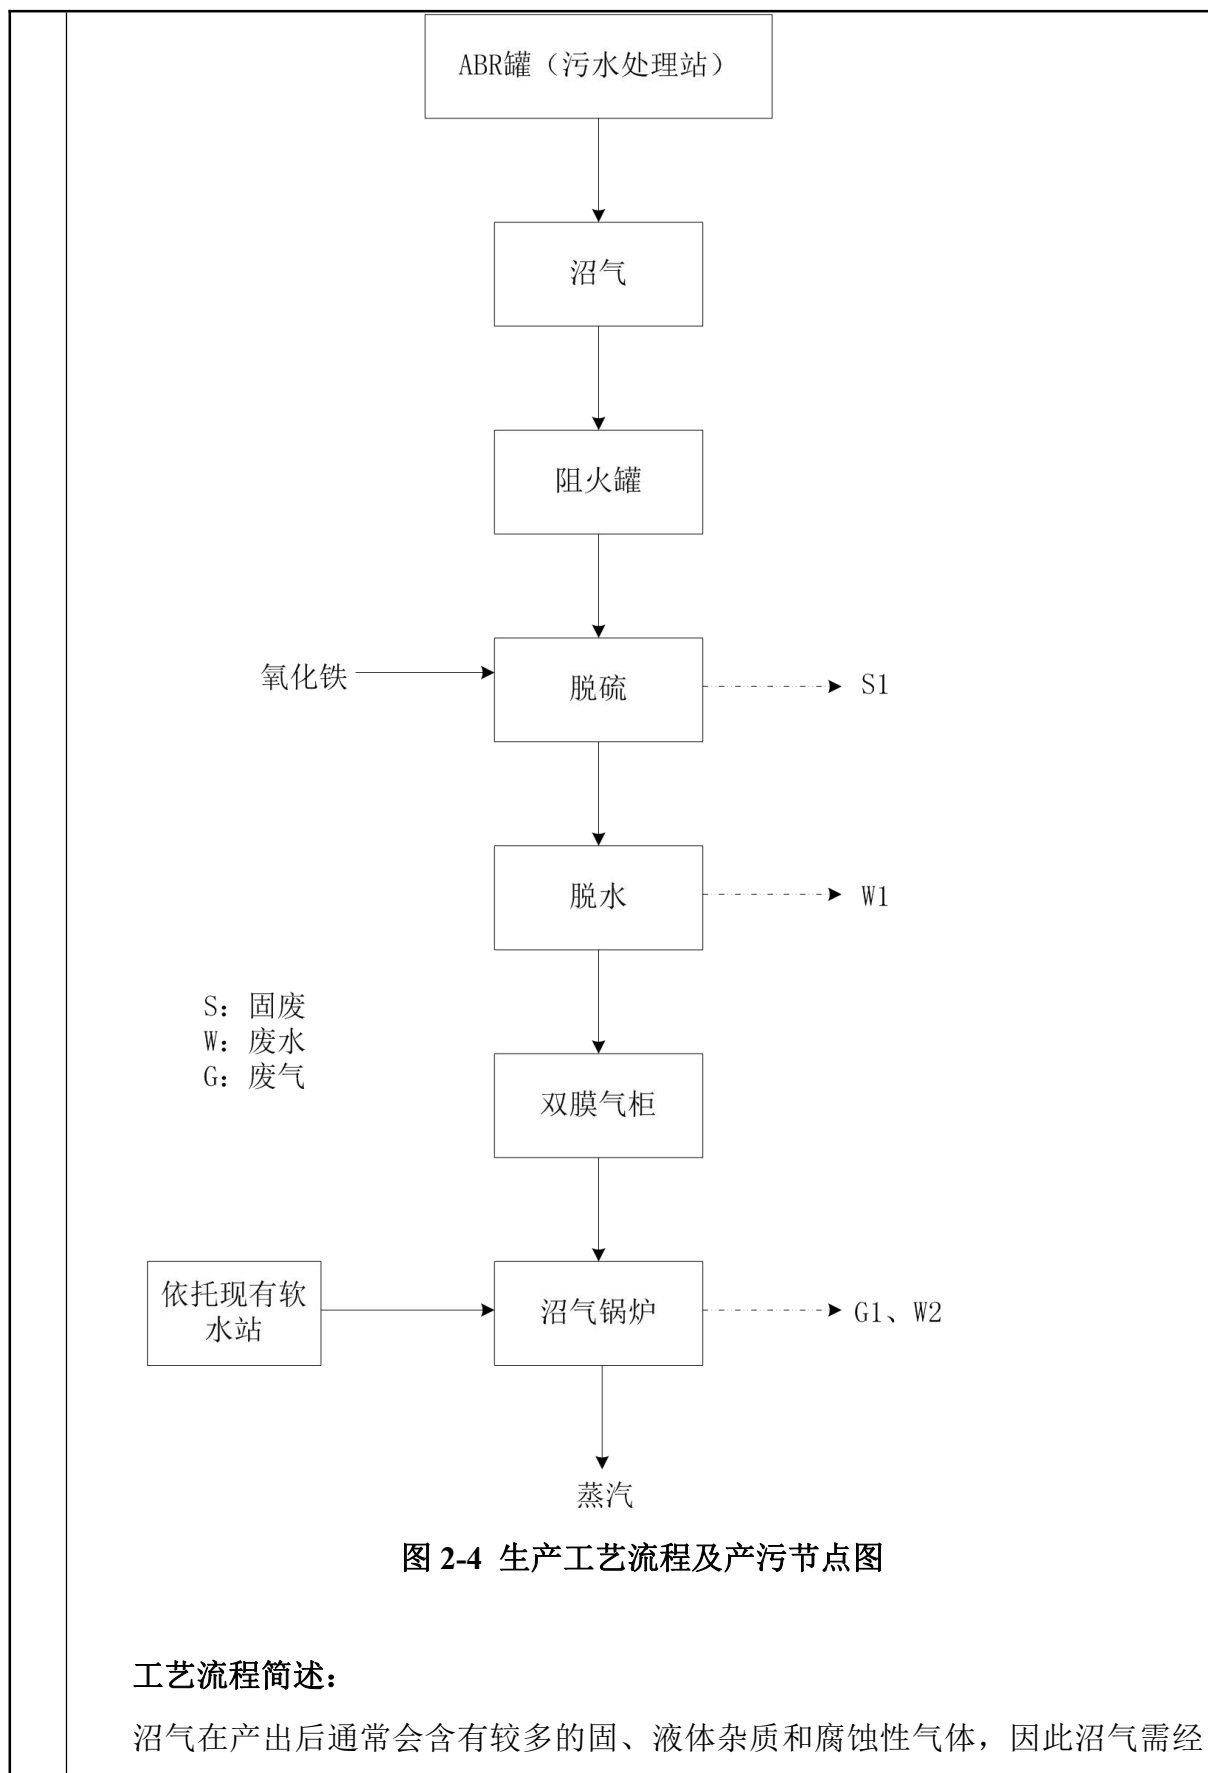 ABR罐（污水处理站）
沼气
阻火罐
氧化铁
脱硫
S1
脱水
W1
S：固废
W：废水
G：废气
双膜气柜
依托现有软
水站
沼气锅炉
G1、W2
蒸汽
图 2-4 生产工艺流程及产污节点图
工艺流程简述：
沼气在产出后通常会含有较多的固、液体杂质和腐蚀性气体，因此沼气需经